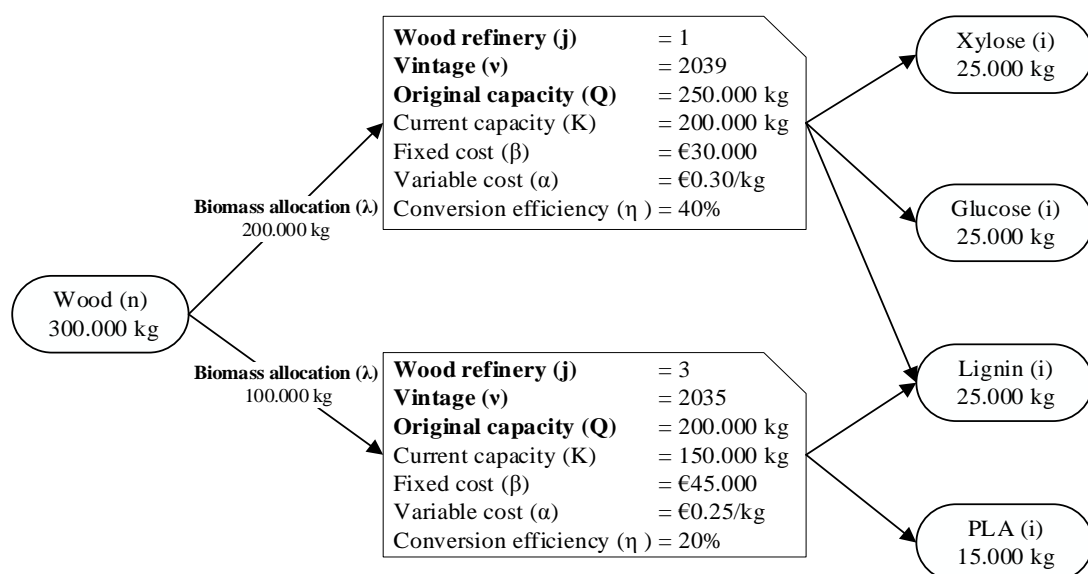 Wood (n)
300.000 kg
Biomass allocation (λ)
200.000 kg
Biomass allocation (λ)
100.000 kg
Wood refinery (j) = 1
Vintage (ν) = 2039
Original capacity (Q) = 250.000 kg
Current capacity (K) = 200.000 kg
Fixed cost (β) = €30.000
Variable cost (α) = €0.30/kg
Conversion efficiency (η ) = 40%
Wood refinery (j) = 3
Vintage (ν) = 2035
Original capacity (Q) = 200.000 kg
Current capacity (K) = 150.000 kg
Fixed cost (β) = €45.000
Variable cost (α) = €0.25/kg
Conversion efficiency (η ) = 20%
Xylose (i)
25.000 kg
Glucose (i)
25.000 kg
Lignin (i)
25.000 kg
PLA (i)
15.000 kg